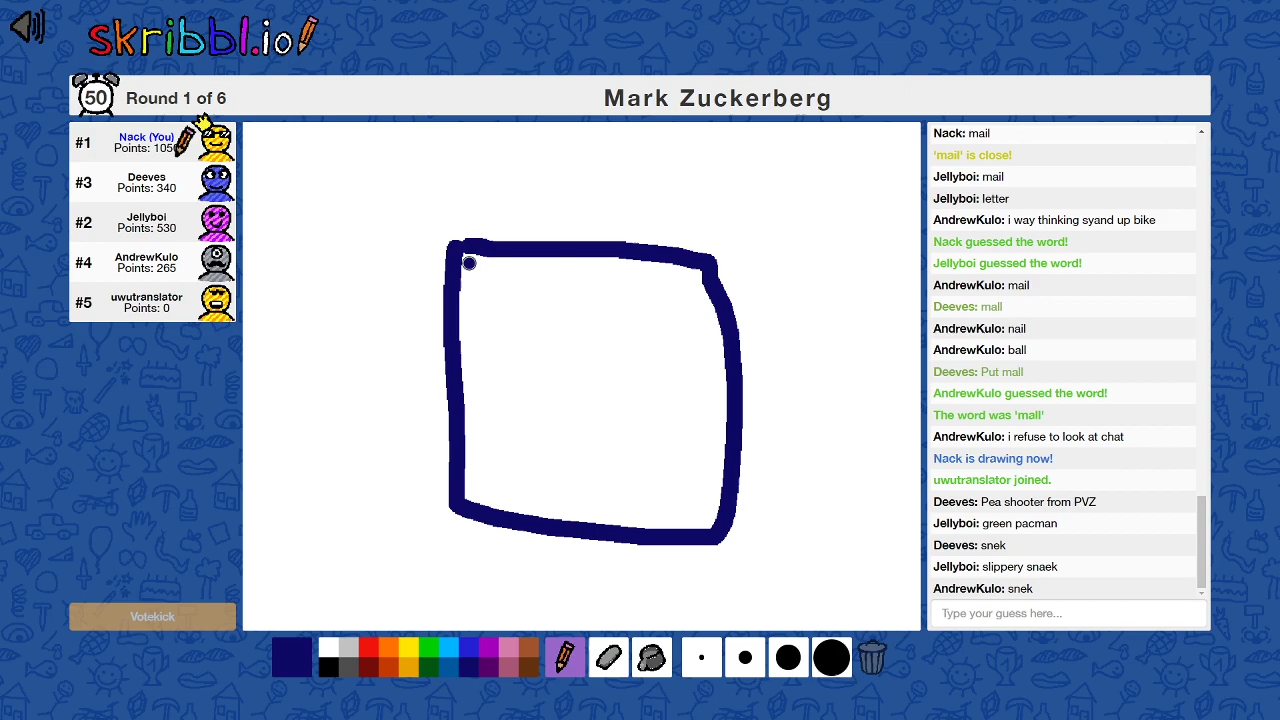 skribbl.io
50
Round 1 of 6
Mark Zuckerberg
#1
Nack (You)
Points: 1050
#3
Deeves
Points: 340
#2
Jellyboi
Points: 530
#4
AndrewKulo
Points: 265
#5
uwutranslator
Points: 0
Votekick
Nack: mail
'mail' is close!
Jellyboi: mail
Jellyboi: letter
AndrewKulo: i way thinking syand up bike
Nack guessed the word!
Jellyboi guessed the word!
AndrewKulo: mail
Deeves: mall
AndrewKulo: nail
AndrewKulo: ball
Deeves: Put mall
AndrewKulo guessed the word!
The word was 'mall'
AndrewKulo: i refuse to look at chat
Nack is drawing now!
uwutranslator joined.
Deeves: Pea shooter from PVZ
Jellyboi: green pacman
Deeves: snek
Jellyboi: slippery snaek
AndrewKulo: snek
Type your guess here...